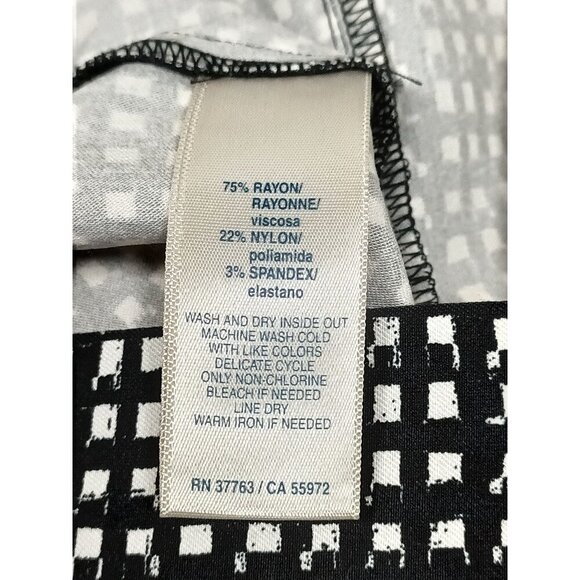 75% RAYON/
RAYONNE/
viscosa
22% NYLON/
poliamida
3% SPANDEX/
elastano
WASH AND DRY INSIDE OUT
MACHINE WASH COLD
WITH LIKE COLORS
DELICATE CYCLE
ONLY NON-CHLORINE
BLEACH IF NEEDED
LINE DRY
WARM IRON IF NEEDED
RN 37763 / CA 55972